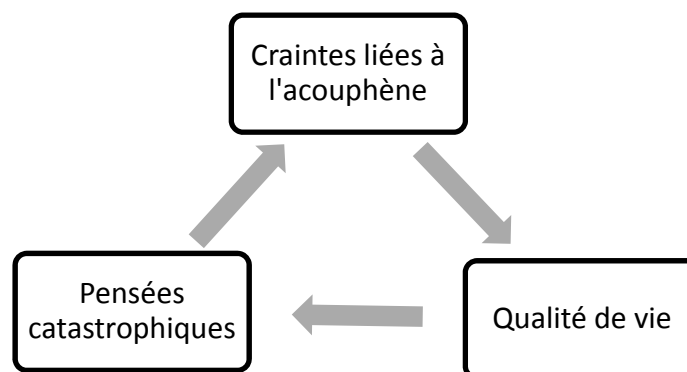 Craintes liées à
l'acouphène
Pensées
catastrophiques
Qualité de vie